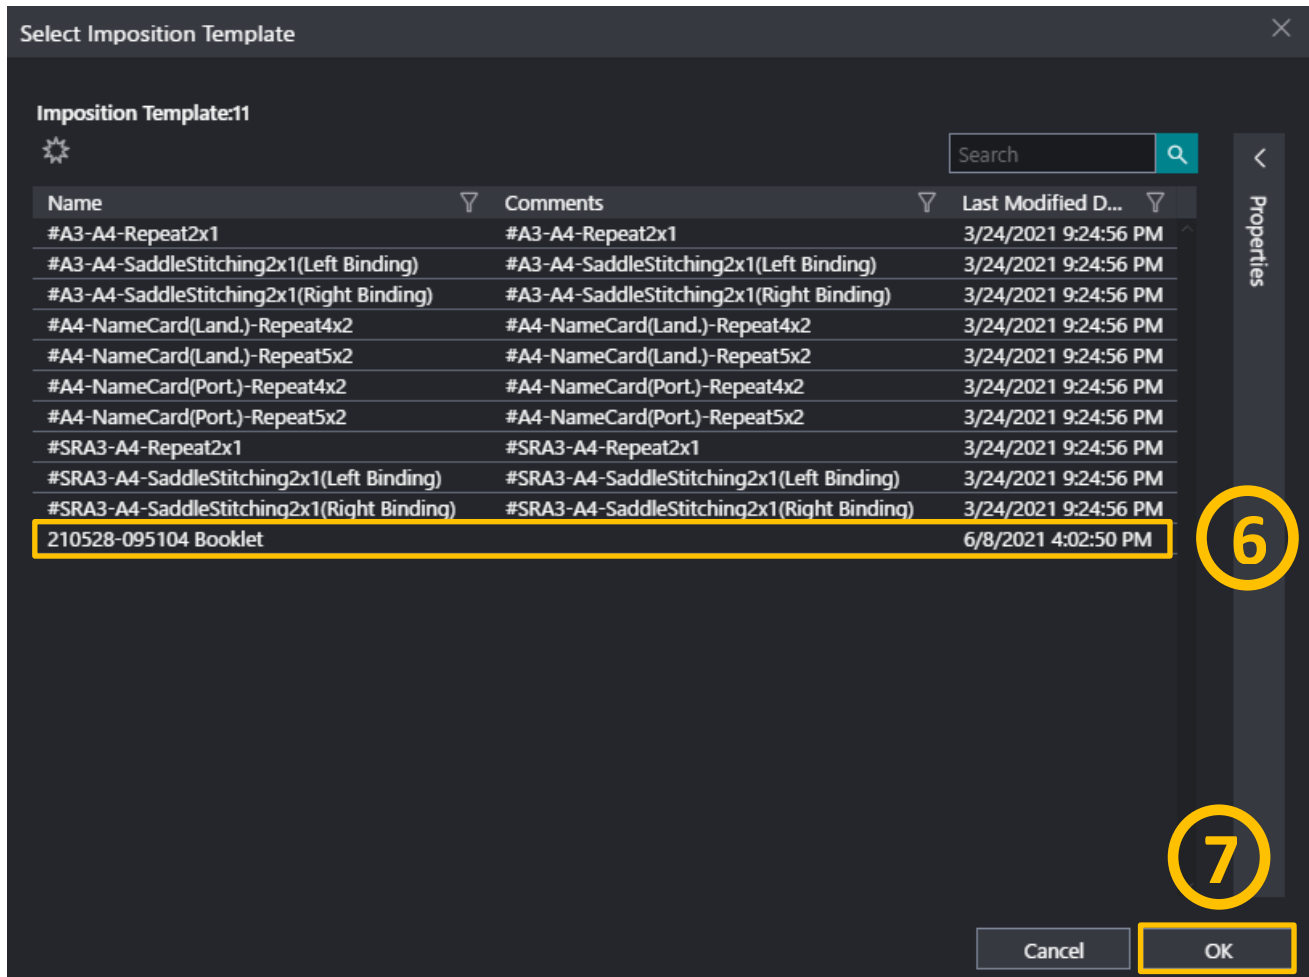 Select Imposition Template
Imposition Template:11
Search
Properties
Name Comments Last Modified D...
#A3-A4-Repeat2x1 #A3-A4-Repeat2x1 3/24/2021 9:24:56 PM
#A3-A4-SaddleStitching2x1(Left Binding) #A3-A4-SaddleStitching2x1(Left Binding) 3/24/2021 9:24:56 PM
#A3-A4-SaddleStitching2x1(Right Binding) #A3-A4-SaddleStitching2x1(Right Binding) 3/24/2021 9:24:56 PM
#A4-NameCard(Land.)-Repeat4x2 #A4-NameCard(Land.)-Repeat4x2 3/24/2021 9:24:56 PM
#A4-NameCard(Land.)-Repeat5x2 #A4-NameCard(Land.)-Repeat5x2 3/24/2021 9:24:56 PM
#A4-NameCard(Port.)-Repeat4x2 #A4-NameCard(Port.)-Repeat4x2 3/24/2021 9:24:56 PM
#A4-NameCard(Port.)-Repeat5x2 #A4-NameCard(Port.)-Repeat5x2 3/24/2021 9:24:56 PM
#SRA3-A4-Repeat2x1 #SRA3-A4-Repeat2x1 3/24/2021 9:24:56 PM
#SRA3-A4-SaddleStitching2x1(Left Binding) #SRA3-A4-SaddleStitching2x1(Left Binding) 3/24/2021 9:24:56 PM
#SRA3-A4-SaddleStitching2x1(Right Binding) #SRA3-A4-SaddleStitching2x1(Right Binding) 3/24/2021 9:24:56 PM
210528-095104 Booklet 6/8/2021 4:02:50 PM
6
7
Cancel OK